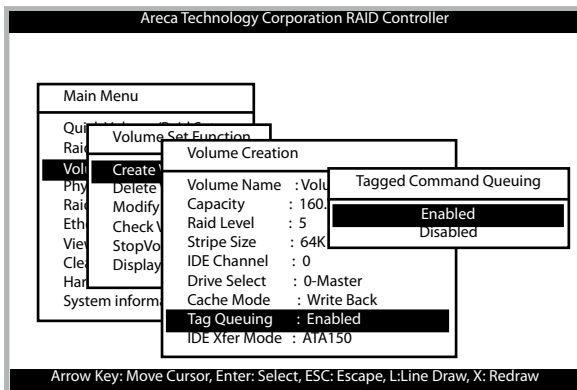 Areca Technology Corporation RAID Controller
Main Menu
Volume Set Function
Create
Delete
Modify
Check
Display
System
Volume Creation
Volume Name :
Capacity : 160.
Raid Level : 5
Stripe Size : 64K
IDE Channel : 0
Drive Select : 0-Master
Cache Mode : Write Back
Tag Queuing : Enabled
IDE Xfer Mode : ATA150
Tagged Command Queuing
Enabled
Disabled
Arrow Key: Move Cursor, Enter: Select, ESC: Escape, L:Line Draw, X: Redraw